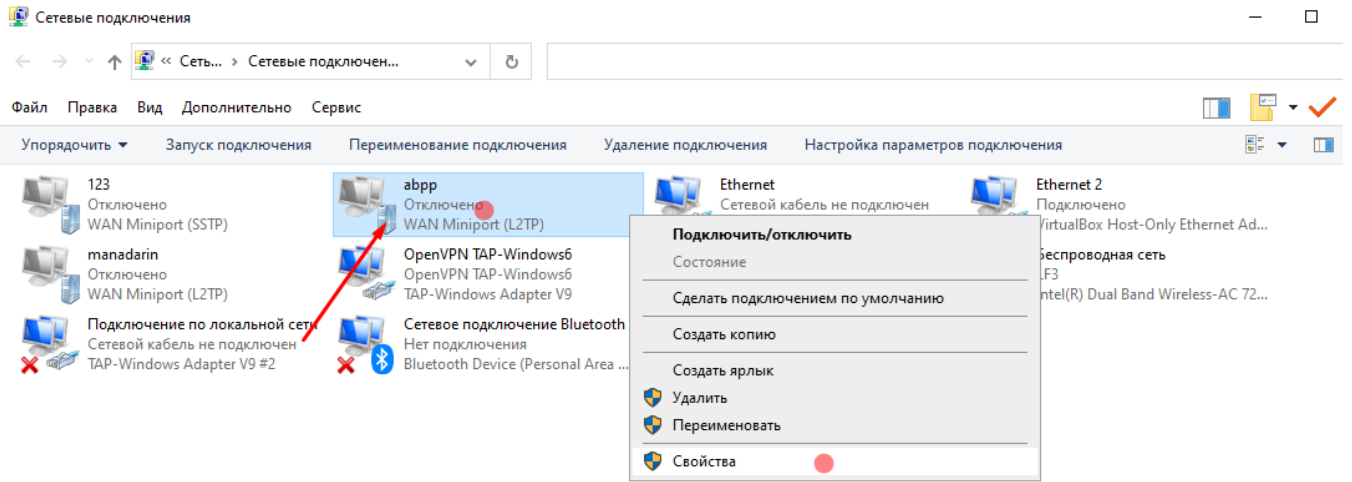 Сетевые подключения
« Сеть... › Сетевые подключен...
Файл Правка Вид Дополнительно Сервис
Упорядочить Запуск подключения Переименование подключения Удаление подключения Настройка параметров подключения
123
Отключено
WAN Miniport (SSTP)
abpp
Отключено
WAN Miniport (L2TP)
Ethernet
Сетевой кабель не подключен
Ethernet 2
Подключено
VirtualBox Host-Only Ethernet Ad...
manadarin
Отключено
WAN Miniport (L2TP)
OpenVPN TAP-Windows6
OpenVPN TAP-Windows6
TAP-Windows Adapter V9
Беспроводная сеть
LF3
Intel(R) Dual Band Wireless-AC 72...
Подключение по локальной сети
Сетевой кабель не подключен
TAP-Windows Adapter V9 #2
Сетевое подключение Bluetooth
Нет подключения
Bluetooth Device (Personal Area ...
Подключить/отключить
Состояние
Сделать подключением по умолчанию
Создать копию
Создать ярлык
Удалить
Переименовать
Свойства